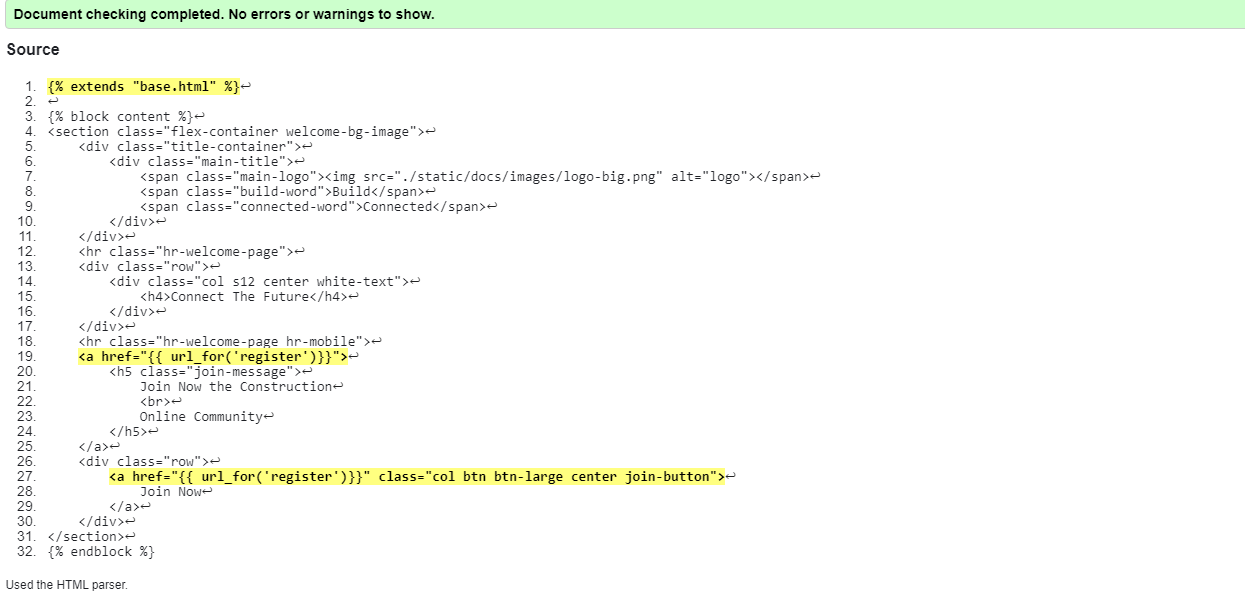 Document checking completed. No errors or warnings to show.
Source
1. {% extends "base.html" %}↩
2. ↩
3. {% block content %}↩
4. <section class="flex-container welcome-bg-image">↩
5. <div class="title-container">↩
6. <div class="main-title">↩
7. <span class="main-logo"><img src="./static/docs/images/logo-big.png" alt="logo"></span>↩
8. <span class="build-word">Build</span>↩
9. <span class="connected-word">Connected</span>↩
10. </div>↩
11. </div>↩
12. <hr class="hr-welcome-page">↩
13. <div class="row">↩
14. <div class="col s12 center white-text">↩
15. <h4>Connect The Future</h4>↩
16. </div>↩
17. </div>↩
18. <hr class="hr-welcome-page hr-mobile">↩
19. <a href="{{ url_for('register')}}">↩
20. <h5 class="join-message">↩
21. Join Now the Construction↩
22. <br>↩
23. Online Community↩
24. </h5>↩
25. </a>↩
26. <div class="row">↩
27. <a href="{{ url_for('register')}}" class="col btn btn-large center join-button">↩
28. Join Now↩
29. </a>↩
30. </div>↩
31. </section>↩
32. {% endblock %}
Used the HTML parser.